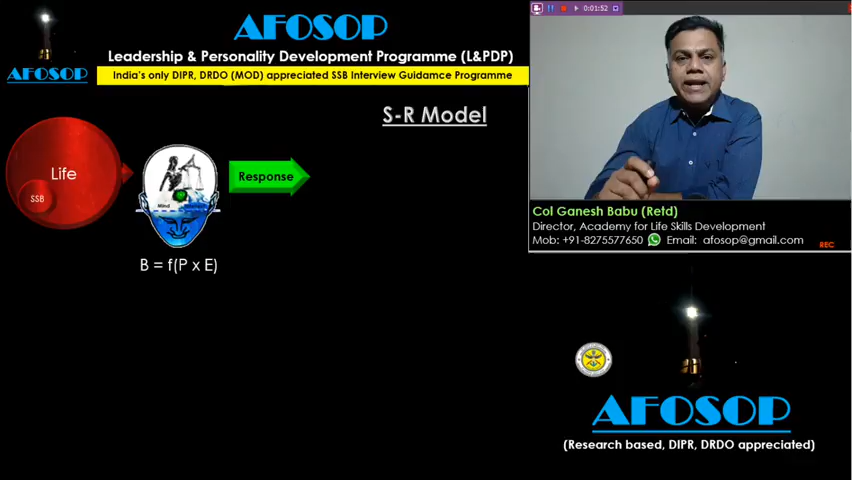 AFOSOP
Leadership & Personality Development Programme (L&PDP)
AFOSOP
India's only DIPR, DRDO (MOD) appreciated SSB Interview Guidamce Programme
S-R Model
Life
SSB
Mind
Response
B = f(P x E)
0:01:52
Col Ganesh Babu (Retd)
Director, Academy for Life Skills Development
Mob: +91-8275577650 Email: afosop@gmail.com
REC
AFOSOP
(Research based, DIPR, DRDO appreciated)